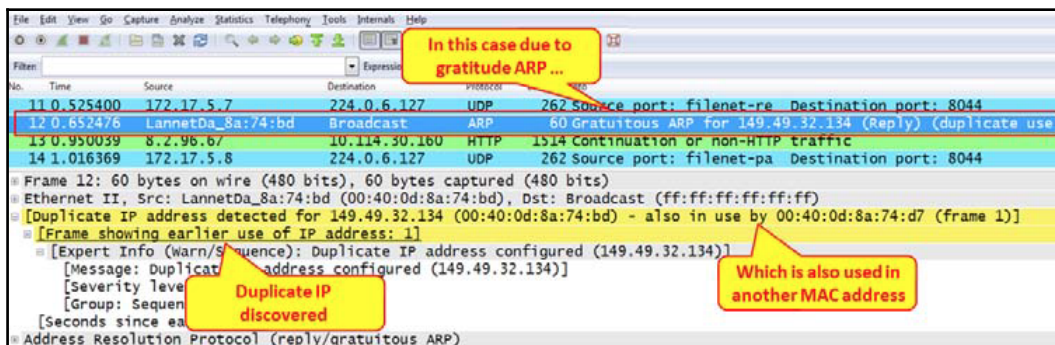 File Edit View Go Capture Analyze Statistics Telephony Tools Internals Help
In this case due to
gratitude ARP ...
Filter: Expression
No. Time Source Destination Protocol
11 0.525400 172.17.5.7 224.0.6.127 UDP 262 Source port: filenet-re Destination port: 8044
12 0.652476 LannetDa_8a:74:bd Broadcast ARP 60 Gratuitous ARP for 149.49.32.134 (Reply) (duplicate use
13 0.950039 8.2.96.67 10.114.30.160 HTTP 1514 Continuation or non-HTTP traffic
14 1.016369 172.17.5.8 224.0.6.127 UDP 262 Source port: filenet-pa Destination port: 8044
Frame 12: 60 bytes on wire (480 bits), 60 bytes captured (480 bits)
Ethernet II, Src: LannetDa_8a:74:bd (00:40:0d:8a:74:bd), Dst: Broadcast (ff:ff:ff:ff:ff:ff)
[Duplicate IP address detected for 149.49.32.134 (00:40:0d:8a:74:bd) - also in use by 00:40:0d:8a:74:d7 (frame 1)]
[Frame showing earlier use of IP address: 1]
[Expert Info (Warn/Sequence): Duplicate IP address configured (149.49.32.134)]
[Message: Duplicat address configured (149.49.32.134)]
[Severity leve
[Group: Sequen
[Seconds since ea
Duplicate IP
discovered
Which is also used in
another MAC address
Address Resolution Protocol (reply/gratuitous ARP)